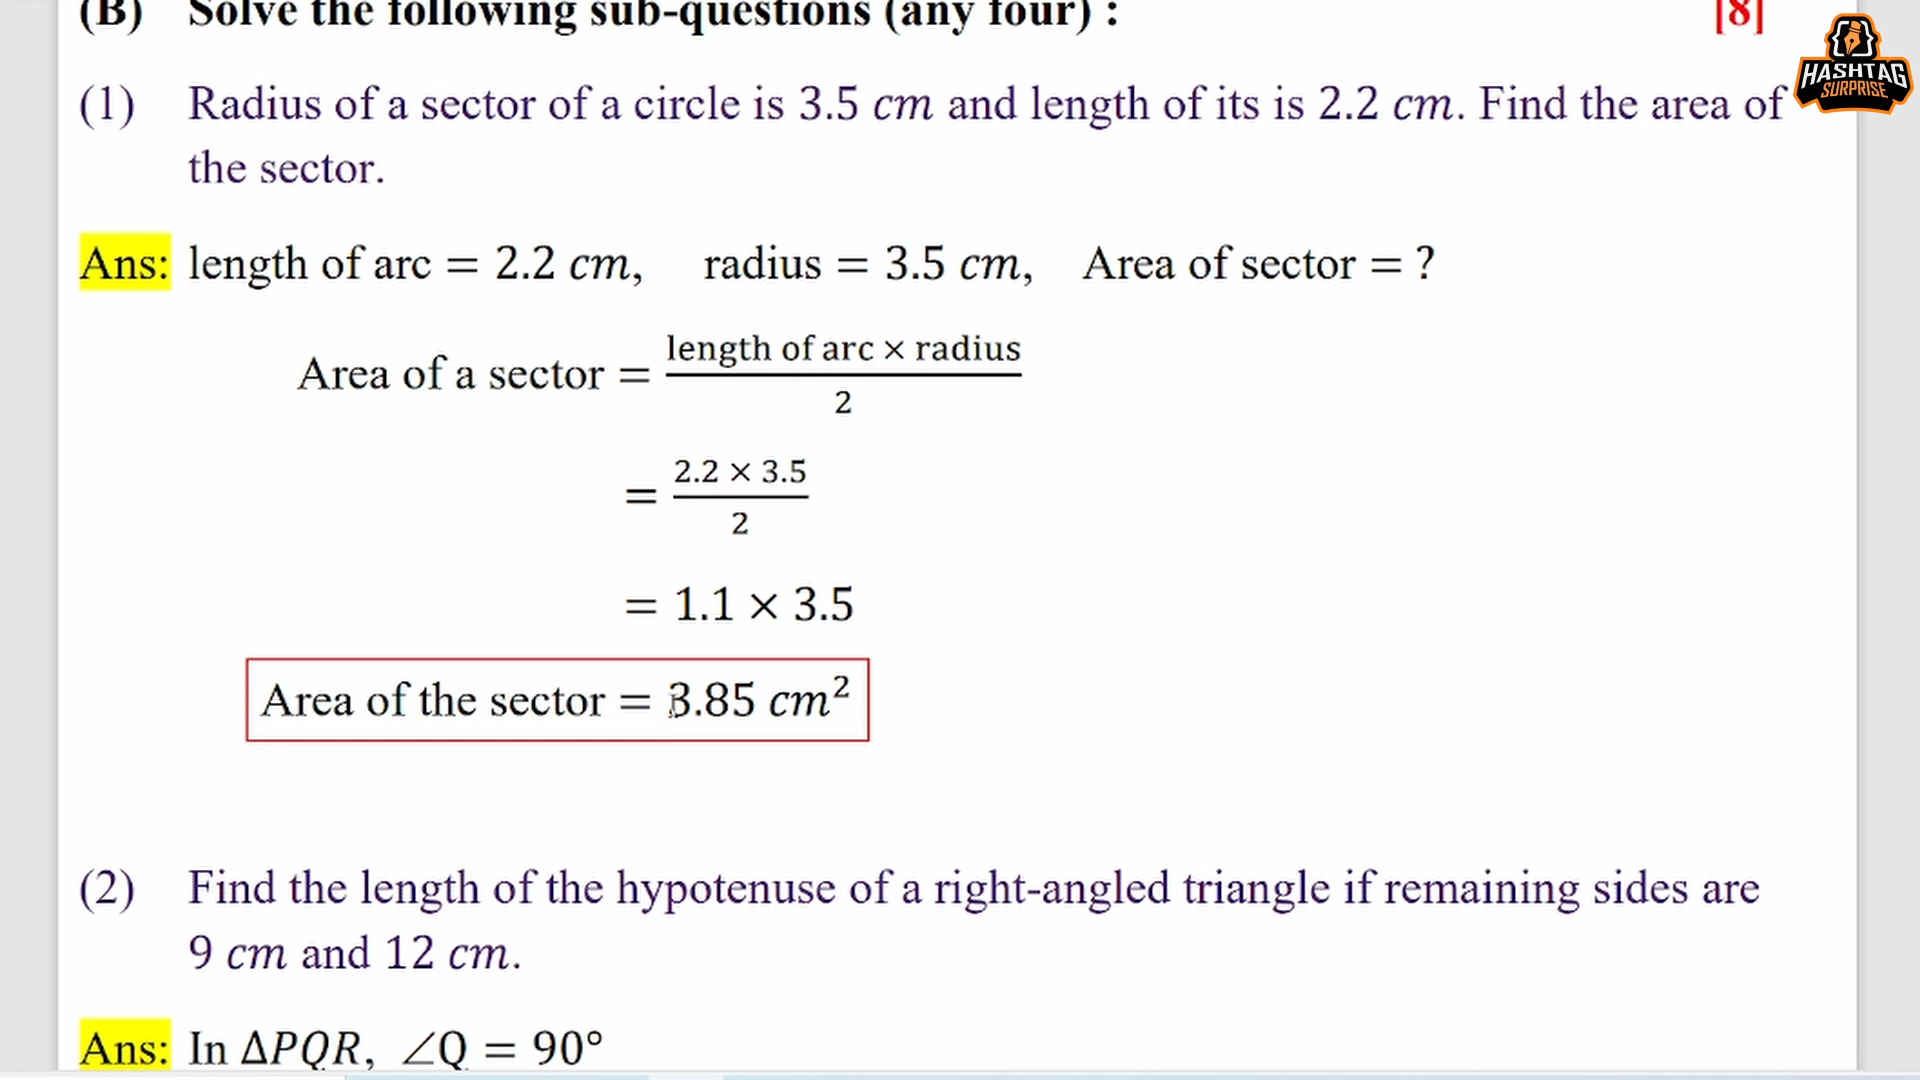 (B) Solve the following sub-questions (any four) : [8]
HASHTAG
SURPRISE
(1) Radius of a sector of a circle is 3.5 cm and length of its is 2.2 cm. Find the area of
the sector.
Ans: length of arc = 2.2 cm, radius = 3.5 cm, Area of sector = ?
Area of a sector = length of arc × radius / 2
= 2.2 × 3.5 / 2
= 1.1 × 3.5
Area of the sector = 3.85 cm²
(2) Find the length of the hypotenuse of a right-angled triangle if remaining sides are
9 cm and 12 cm.
Ans: In ΔPQR, ∠Q = 90°